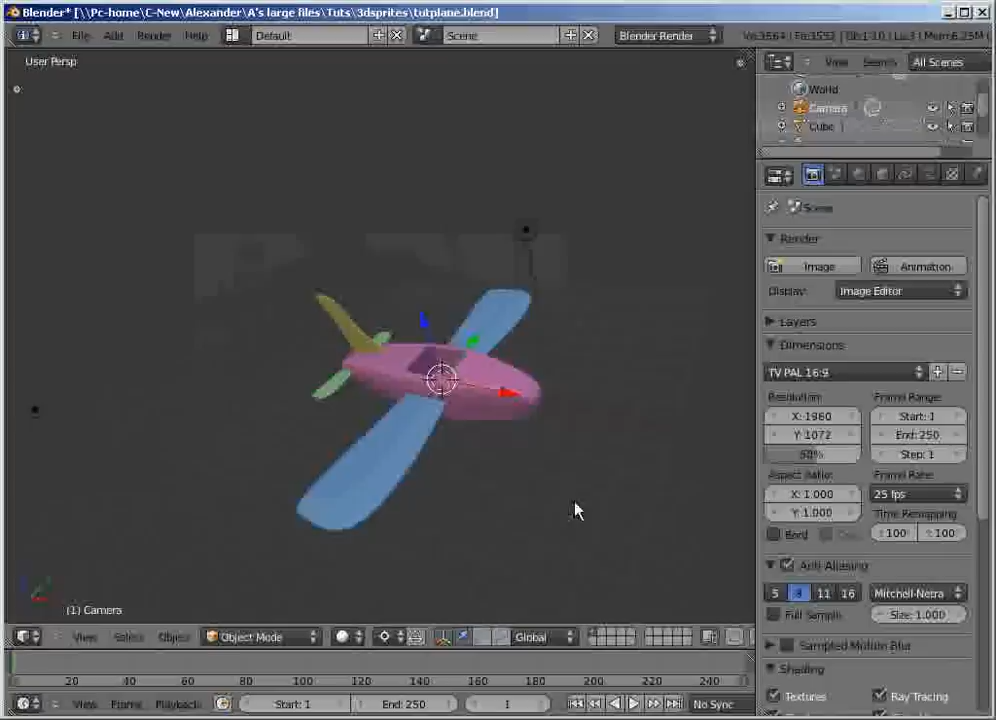 Blender* [\\Pc-home\C-New\Alexander\A's large files\Tuts\3dsprites\tutplane.blend]
File Add Render Help Default Scene Blender Render
User Persp
View Search All Scenes
World
Camera
Cube
Scene
Render
Image Animation
Display: Image Editor
Layers
Dimensions
TV PAL 16:9
Resolution: Frame Range:
X: 1960 Start: 1
Y: 1072 End: 250
50% Step: 1
Aspect Ratio: Frame Rate:
X: 1.000 25 fps
Y: 1.000 Time Remapping
Bord :100 :100
Anti-Aliasing
5 8 11 16 Mitchell-Netra
Full Sample Size: 1.000
Sampled Motion Blur
Shading
Textures Ray Tracing
(1) Camera
View Select Object Object Mode Global
20 40 60 80 100 120 140 160 180 200 220 240
View Frame Playback Start: 1 End: 250 1 No Sync